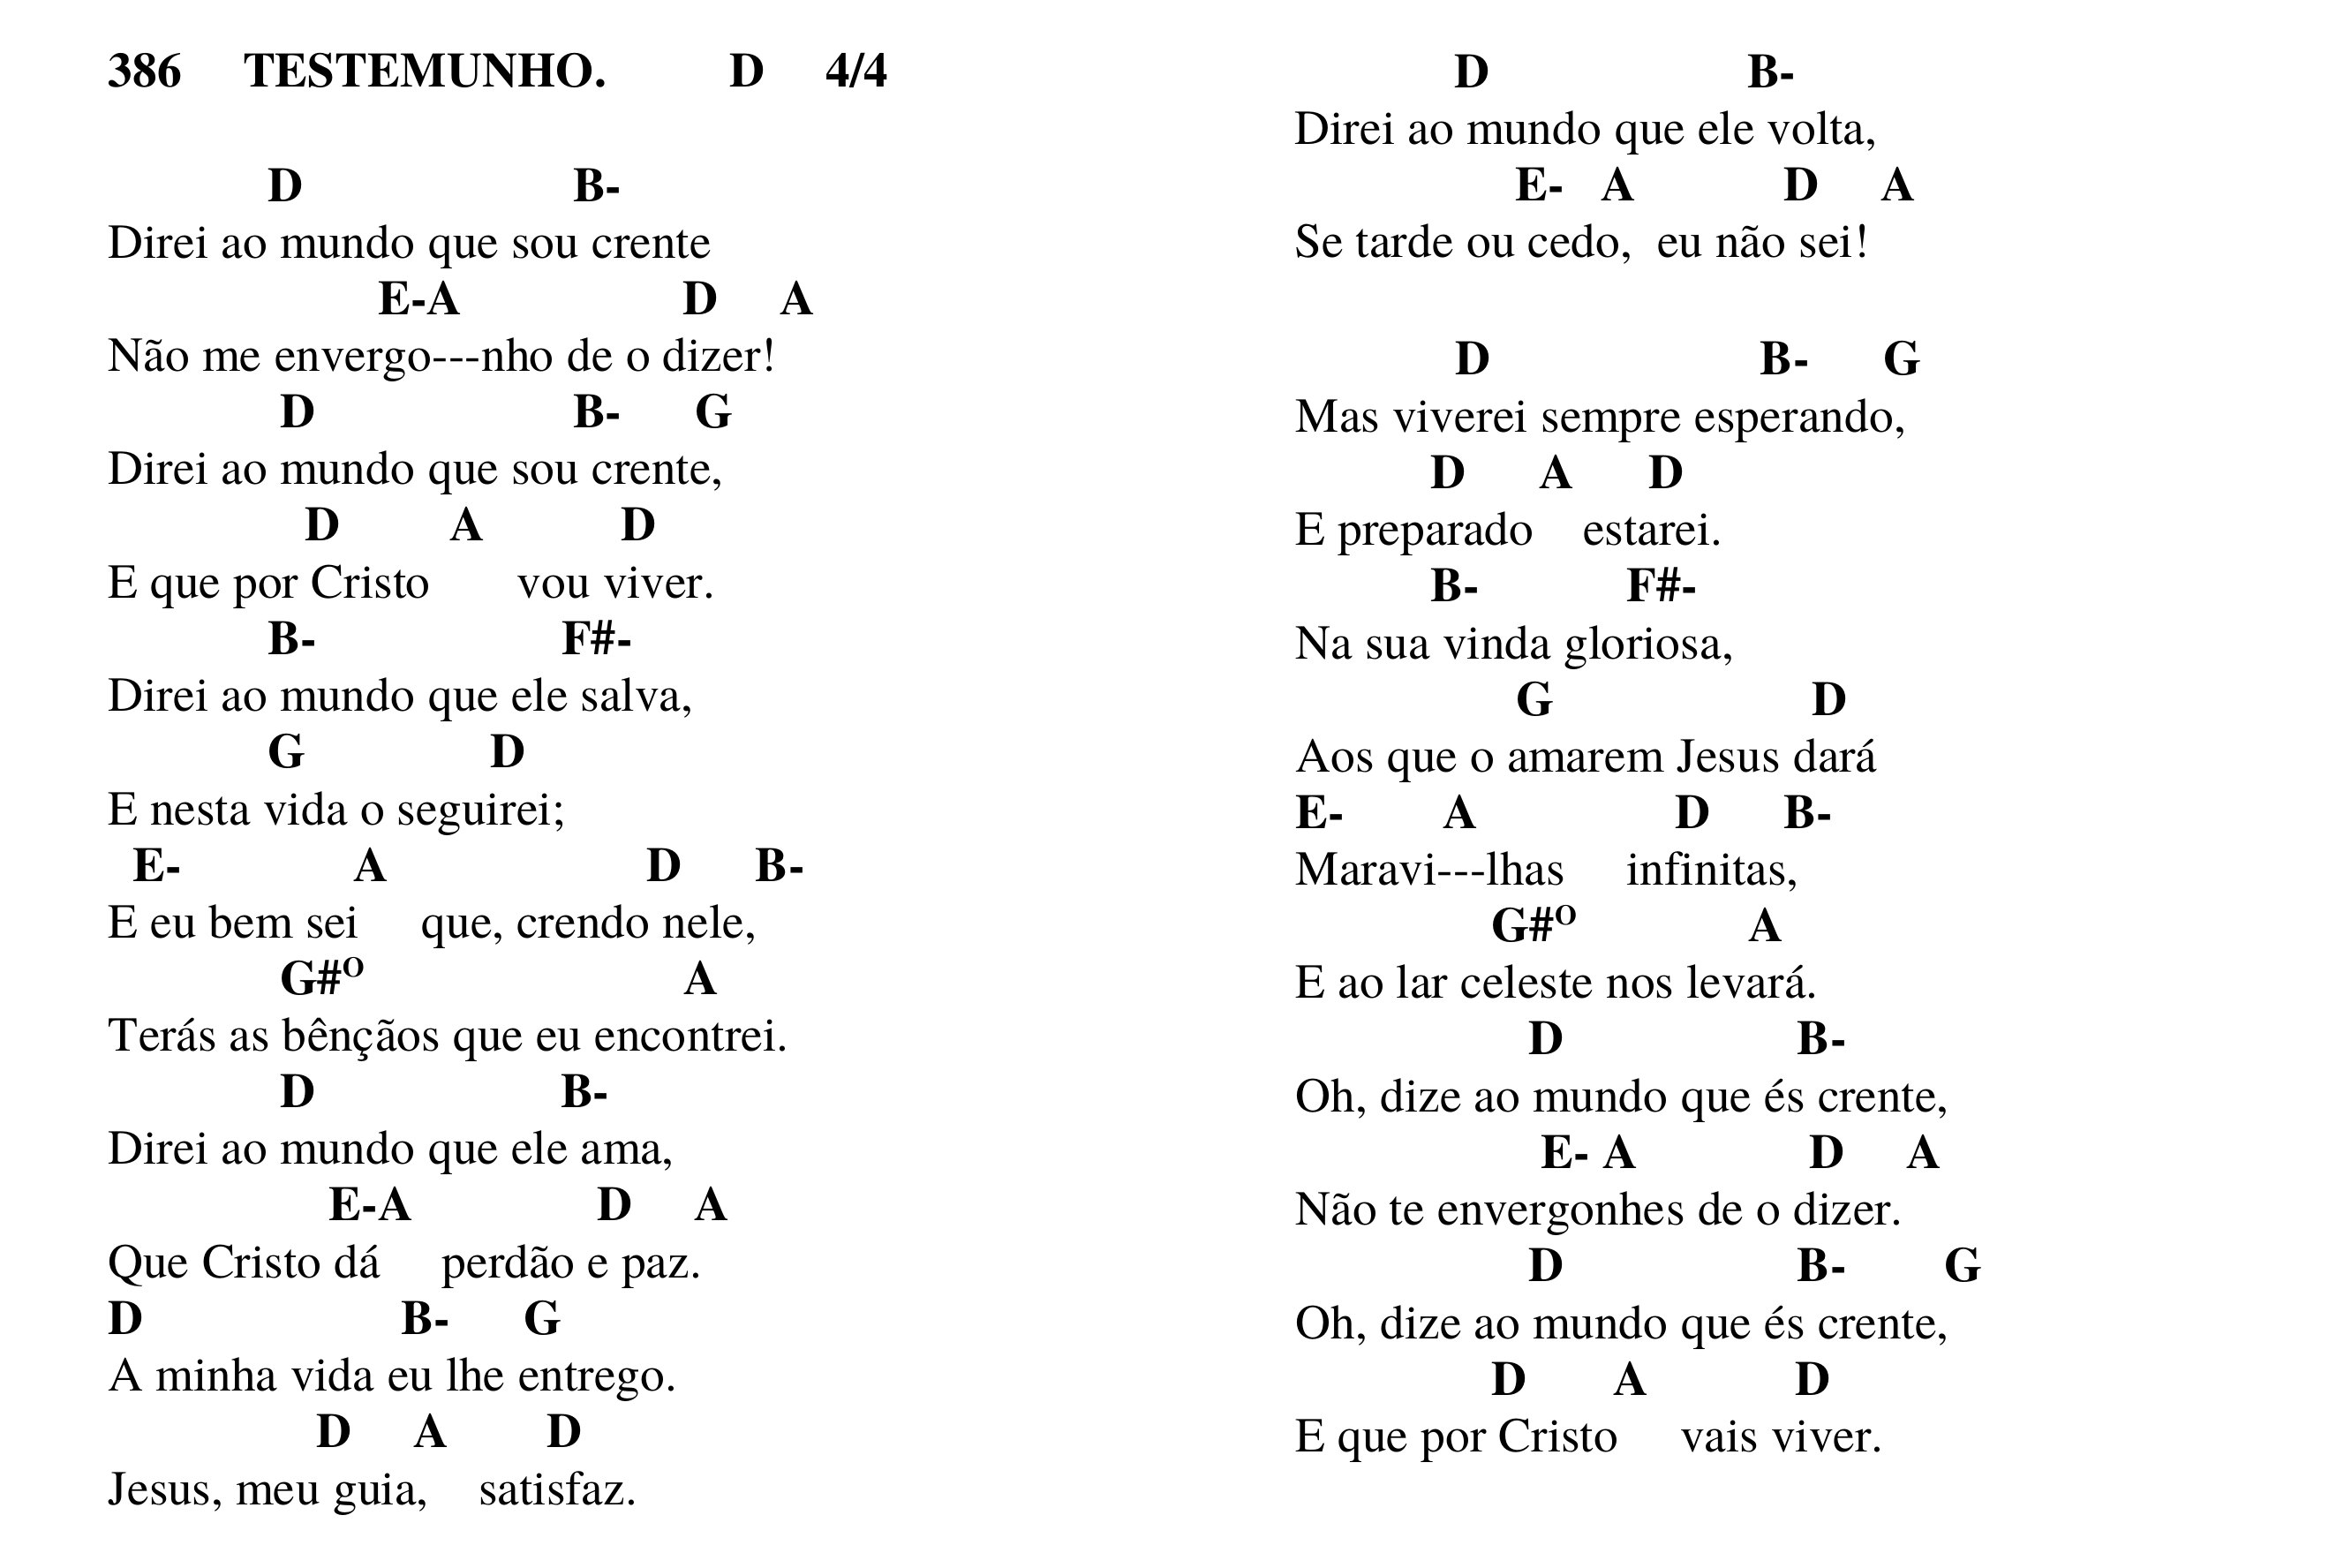 386 TESTEMUNHO. D 4/4
D B-
Direi ao mundo que sou crente
E-A D A
Não me envergo---nho de o dizer!
D B- G
Direi ao mundo que sou crente,
D A D
E que por Cristo vou viver.
B- F#-
Direi ao mundo que ele salva,
G D
E nesta vida o seguirei;
E- A D B-
E eu bem sei que, crendo nele,
G#º A
Terás as bênçãos que eu encontrei.
D B-
Direi ao mundo que ele ama,
E-A D A
Que Cristo dá perdão e paz.
D B- G
A minha vida eu lhe entrego.
D A D
Jesus, meu guia, satisfaz.
D B-
Direi ao mundo que ele volta,
E- A D A
Se tarde ou cedo, eu não sei!
D B- G
Mas viverei sempre esperando,
D A D
E preparado estarei.
B- F#-
Na sua vinda gloriosa,
G D
Aos que o amarem Jesus dará
E- A D B-
Maravi---lhas infinitas,
G#º A
E ao lar celeste nos levará.
D B-
Oh, dize ao mundo que és crente,
E- A D A
Não te envergonhes de o dizer.
D B- G
Oh, dize ao mundo que és crente,
D A D
E que por Cristo vais viver.